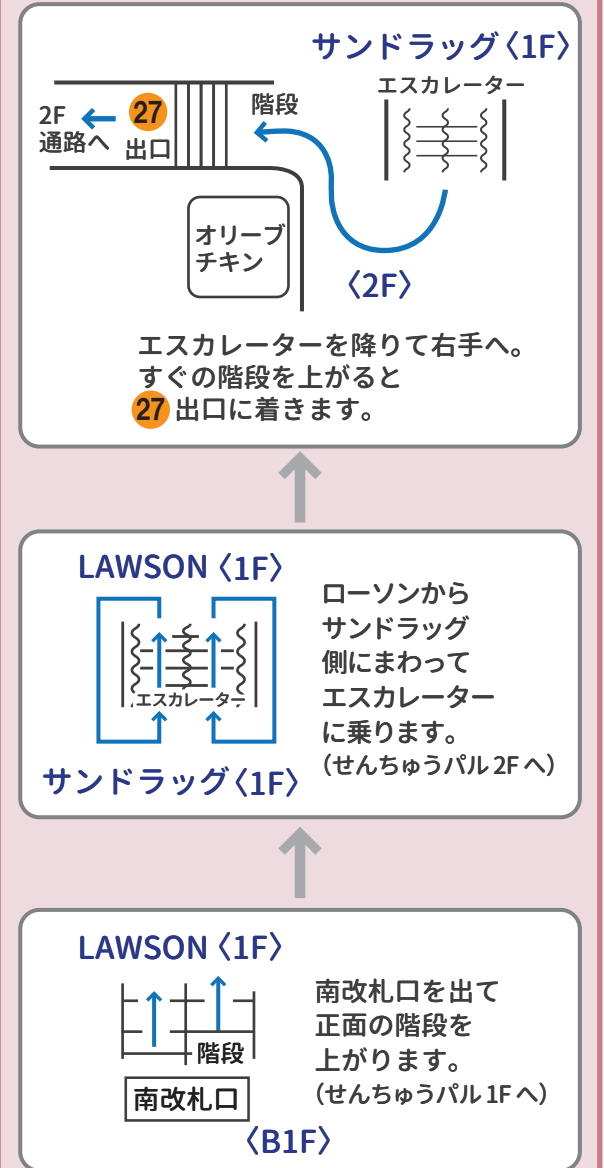 サンドラッグ〈1F〉
エスカレーター
階段
27
出口
2F
通路へ
オリーブ
チキン
〈2F〉
エスカレーターを降りて右手へ。
すぐの階段を上がると
27 出口に着きます。
LAWSON〈1F〉
エスカレーター
サンドラッグ〈1F〉
ローソンから
サンドラッグ
側にまわって
エスカレーター
に乗ります。
（せんちゅうパル 2F へ）
LAWSON〈1F〉
階段
南改札口
〈B1F〉
南改札口を出て
正面の階段を
上がります。
（せんちゅうパル 1F へ）